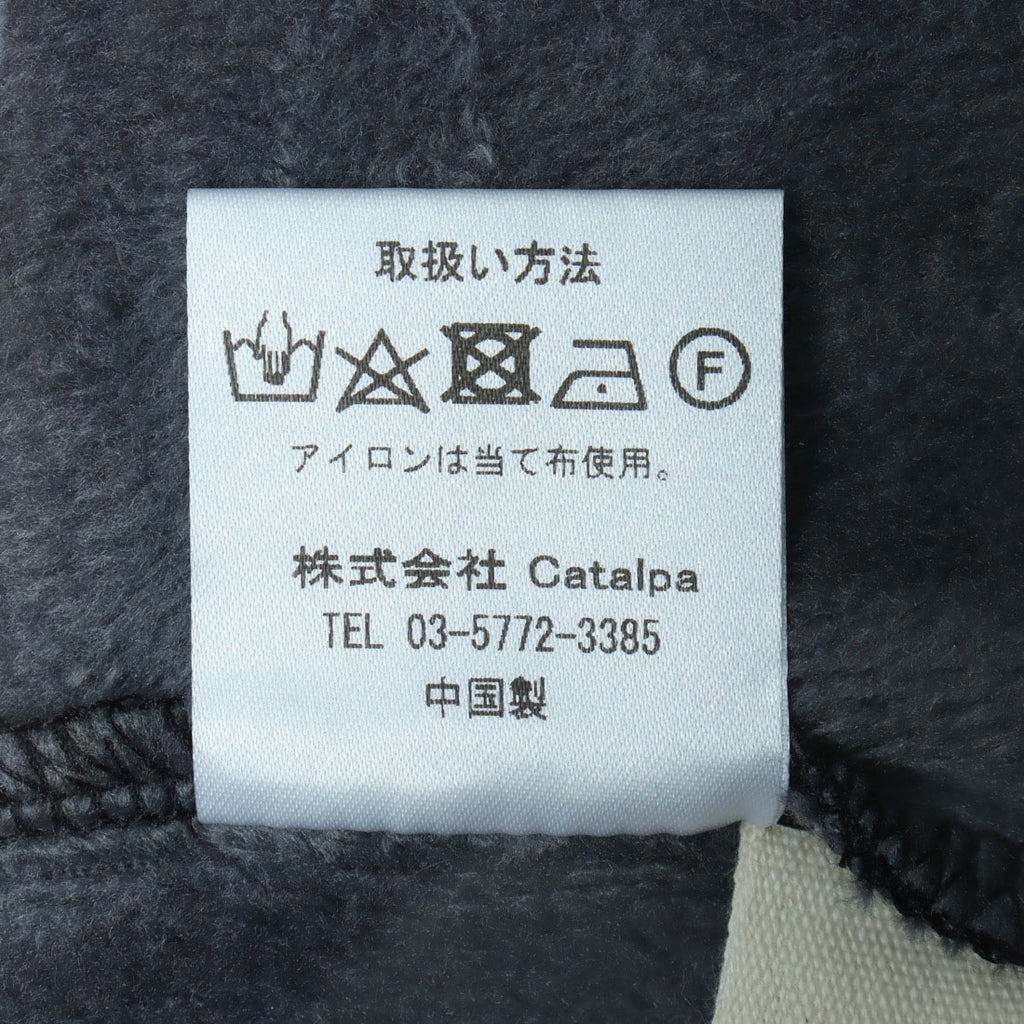 取扱い方法
F
アイロンは当て布使用。
株式会社 Catalpa
TEL 03-5772-3385
中国製